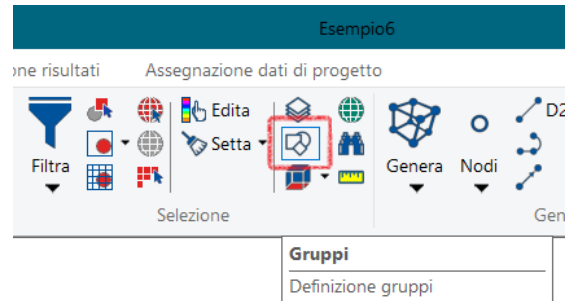 Esempio6
one risultati Assegnazione dati di progetto
Edita
D2
Setta
Filtra
Genera Nodi
Selezione
Gen
Gruppi
Definizione gruppi